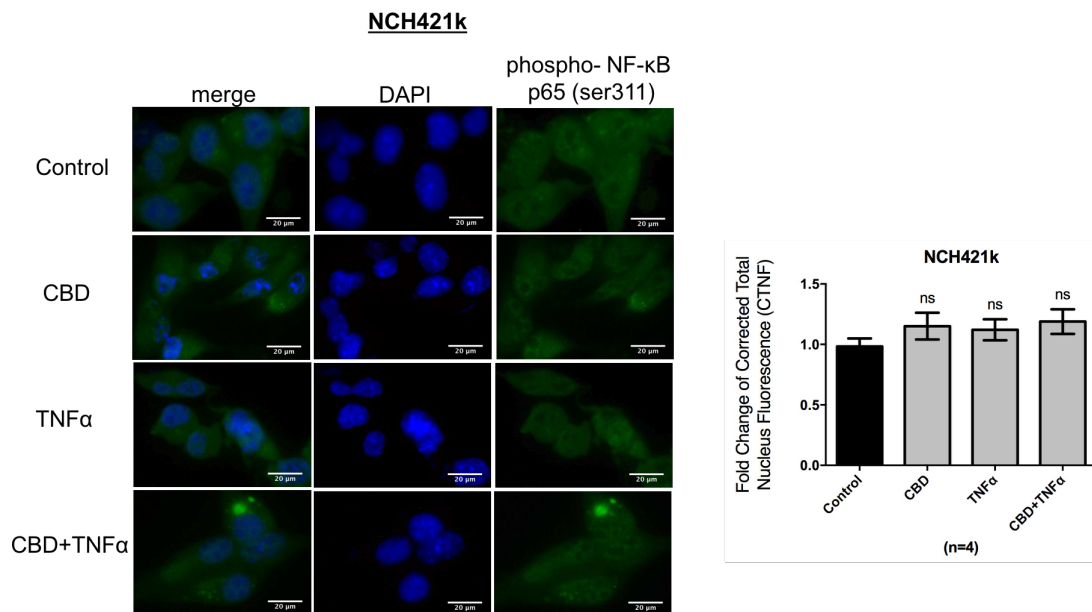 NCH421k
merge
DAPI
phospho- NF-κB
p65 (ser311)
Control
20 μm
20 μm
20 μm
CBD
20 μm
20 μm
20 μm
TNFα
20 μm
20 μm
20 μm
CBD+TNFα
20 μm
20 μm
20 μm
NCH421k
Fold Change of Corrected Total
Nucleus Fluorescence (CTNF)
1.5
1.0
0.5
0.0
ns
ns
ns
Control
CBD
TNFα
CBD+TNFα
(n=4)